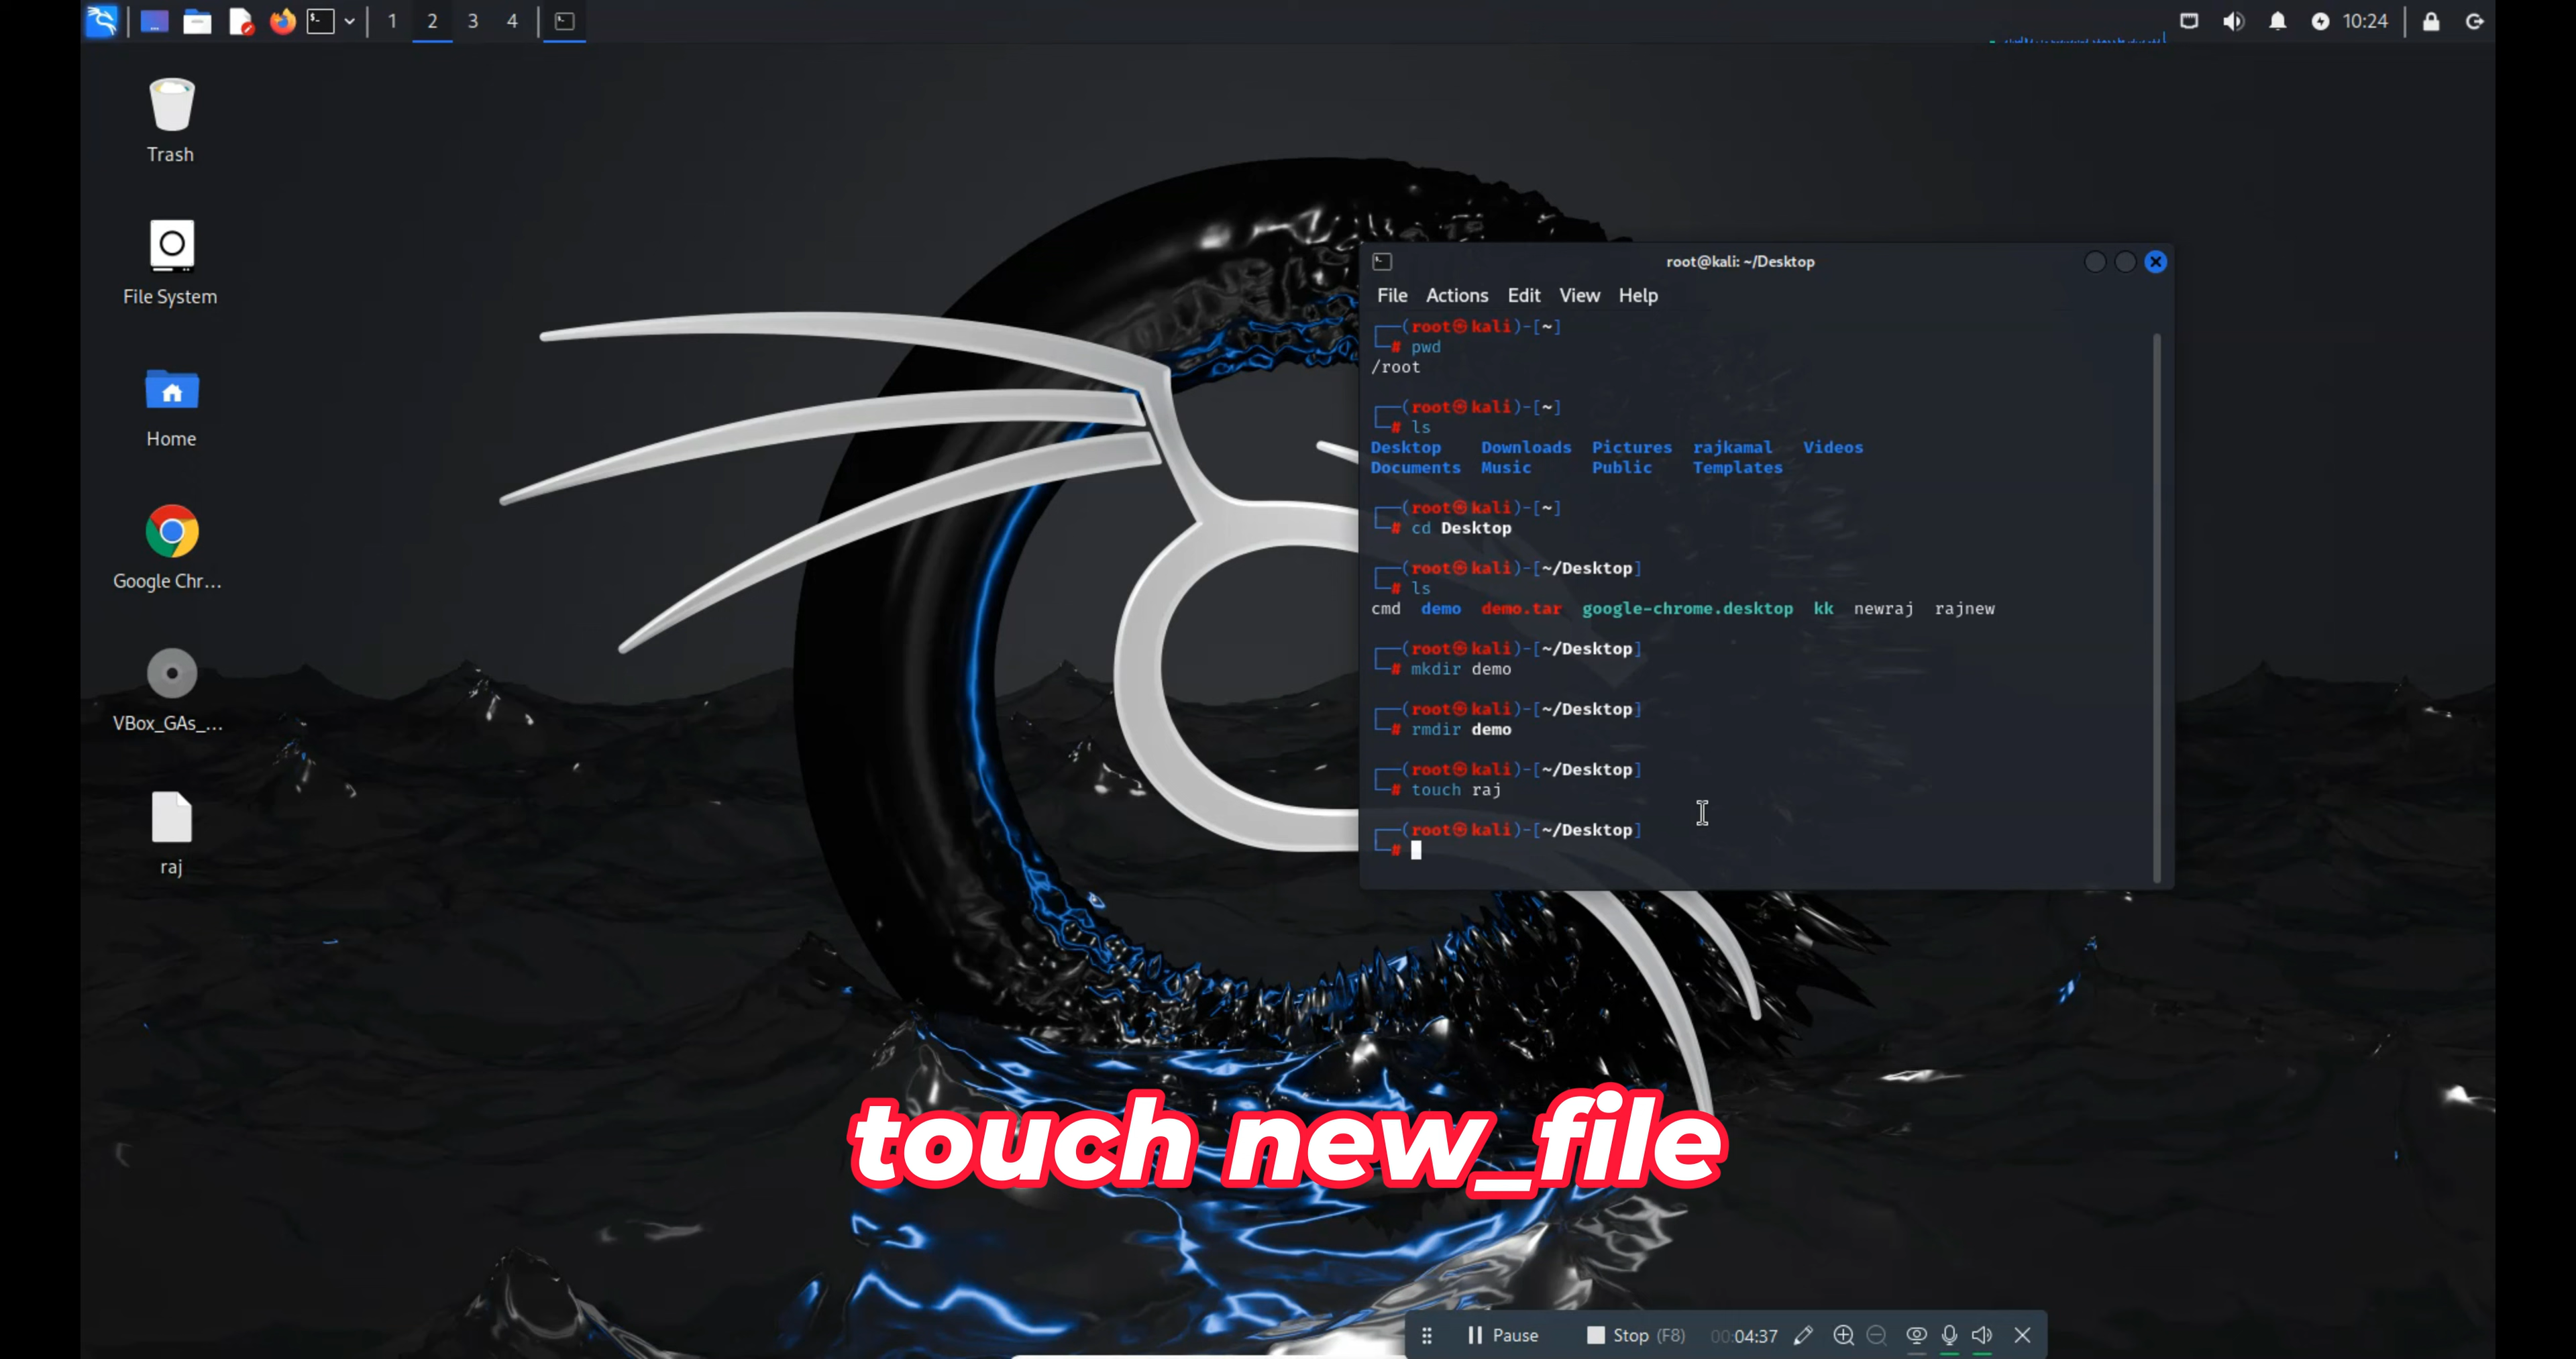 1 2 3 4
10:24
Trash
File System
Home
Google Chr...
VBox_GAs_...
raj
root@kali: ~/Desktop
File Actions Edit View Help
┌──(root㉿kali)-[~]
└─# pwd
/root
┌──(root㉿kali)-[~]
└─# ls
Desktop Downloads Pictures rajkamal Videos
Documents Music Public Templates
┌──(root㉿kali)-[~]
└─# cd Desktop
┌──(root㉿kali)-[~/Desktop]
└─# ls
cmd demo demo.tar google-chrome.desktop kk newraj rajnew
┌──(root㉿kali)-[~/Desktop]
└─# mkdir demo
┌──(root㉿kali)-[~/Desktop]
└─# rmdir demo
┌──(root㉿kali)-[~/Desktop]
└─# touch raj
┌──(root㉿kali)-[~/Desktop]
└─#
touch new_file
Pause Stop (F8) 00:04:37